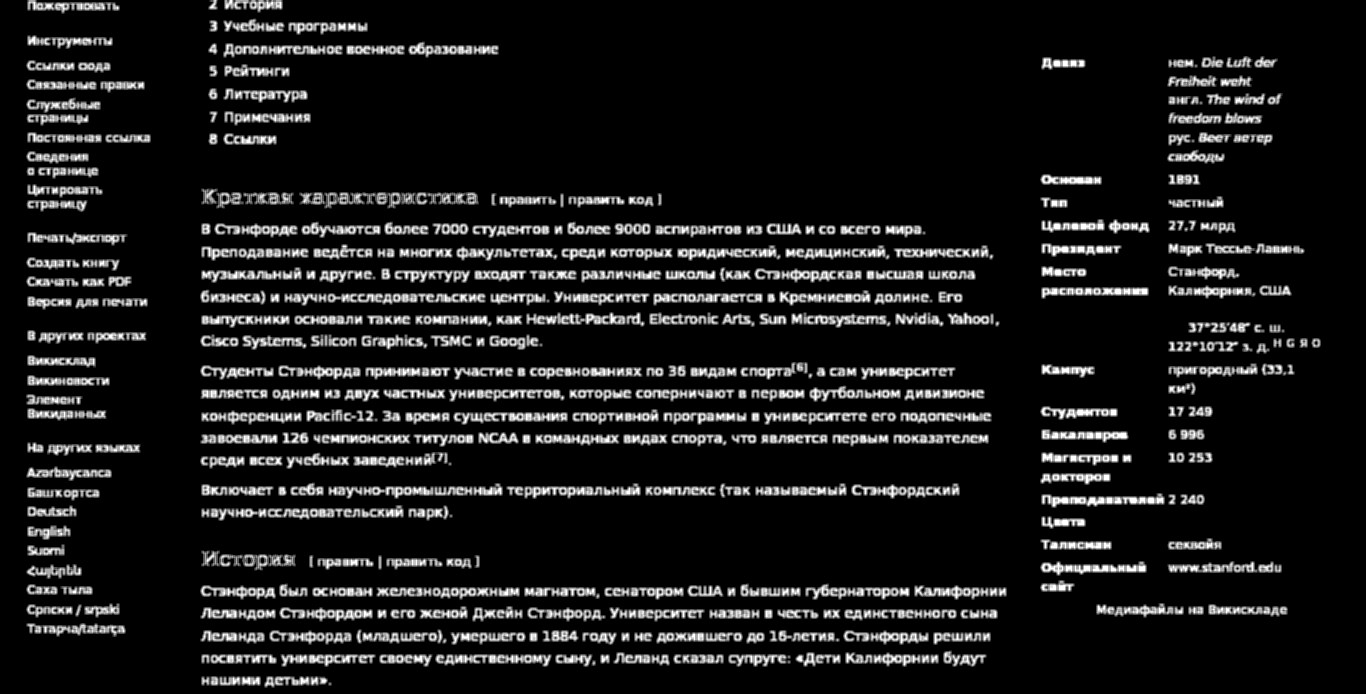 Пожертвовать
Инструменты
Ссылки сюда
Связанные правки
Служебные
страницы
Постоянная ссылка
Сведения
о странице
Цитировать
страницу
Печать/экспорт
Создать книгу
Скачать как PDF
Версия для печати
В других проектах
Викисклад
Викиновости
Элемент
Викиданных
На других языках
Azərbaycanca
Башҡортса
Deutsch
English
Suomi
Հայերեն
Саха тыла
Српски / srpski
Татарча/tatarça
2 История
3 Учебные программы
4 Дополнительное военное образование
5 Рейтинги
6 Литература
7 Примечания
8 Ссылки
Краткая характеристика [ править | править код ]
В Стэнфорде обучаются более 7000 студентов и более 9000 аспирантов из США и со всего мира.
Преподавание ведётся на многих факультетах, среди которых юридический, медицинский, технический,
музыкальный и другие. В структуру входят также различные школы (как Стэнфордская высшая школа
бизнеса) и научно-исследовательские центры. Университет располагается в Кремниевой долине. Его
выпускники основали такие компании, как Hewlett-Packard, Electronic Arts, Sun Microsystems, Nvidia, Yahoo!,
Cisco Systems, Silicon Graphics, TSMC и Google.
Студенты Стэнфорда принимают участие в соревнованиях по 36 видам спорта[6], а сам университет
является одним из двух частных университетов, которые соперничают в первом футбольном дивизионе
конференции Pacific-12. За время существования спортивной программы в университете его подопечные
завоевали 126 чемпионских титулов NCAA в командных видах спорта, что является первым показателем
среди всех учебных заведений[7].
Включает в себя научно-промышленный территориальный комплекс (так называемый Стэнфордский
научно-исследовательский парк).
История [ править | править код ]
Стэнфорд был основан железнодорожным магнатом, сенатором США и бывшим губернатором Калифорнии
Леландом Стэнфордом и его женой Джейн Стэнфорд. Университет назван в честь их единственного сына
Леланда Стэнфорда (младшего), умершего в 1884 году и не дожившего до 16-летия. Стэнфорды решили
посвятить университет своему единственному сыну, и Леланд сказал супруге: «Дети Калифорнии будут
нашими детьми».
Девиз нем. Die Luft der
Freiheit weht
англ. The wind of
freedom blows
рус. Веет ветер
свободы
Основан 1891
Тип частный
Целевой фонд 27,7 млрд
Президент Марк Тессье-Лавинь
Место Станфорд,
расположения Калифорния, США
37°25′48″ с. ш.
122°10′12″ з. д. H G Я O
Кампус пригородный (33,1
км²)
Студентов 17 249
Бакалавров 6 996
Магистров и 10 253
докторов
Преподавателей 2 240
Цвета
Талисман секвойя
Официальный www.stanford.edu
сайт
Медиафайлы на Викискладе